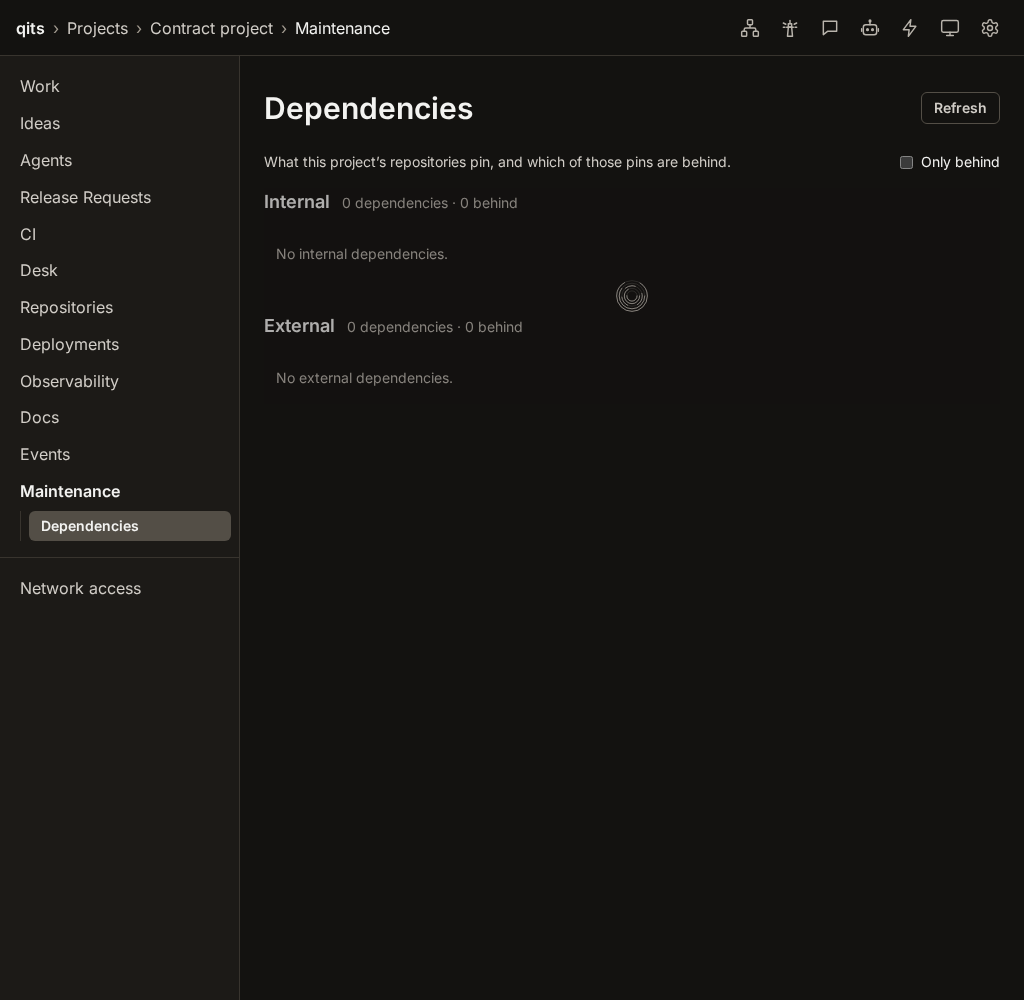 qits › Projects › Contract project › Maintenance
Work
Ideas
Agents
Release Requests
CI
Desk
Repositories
Deployments
Observability
Docs
Events
Maintenance
Dependencies
Network access
Dependencies
Refresh
What this project’s repositories pin, and which of those pins are behind.
Only behind
Internal 0 dependencies · 0 behind
No internal dependencies.
External 0 dependencies · 0 behind
No external dependencies.